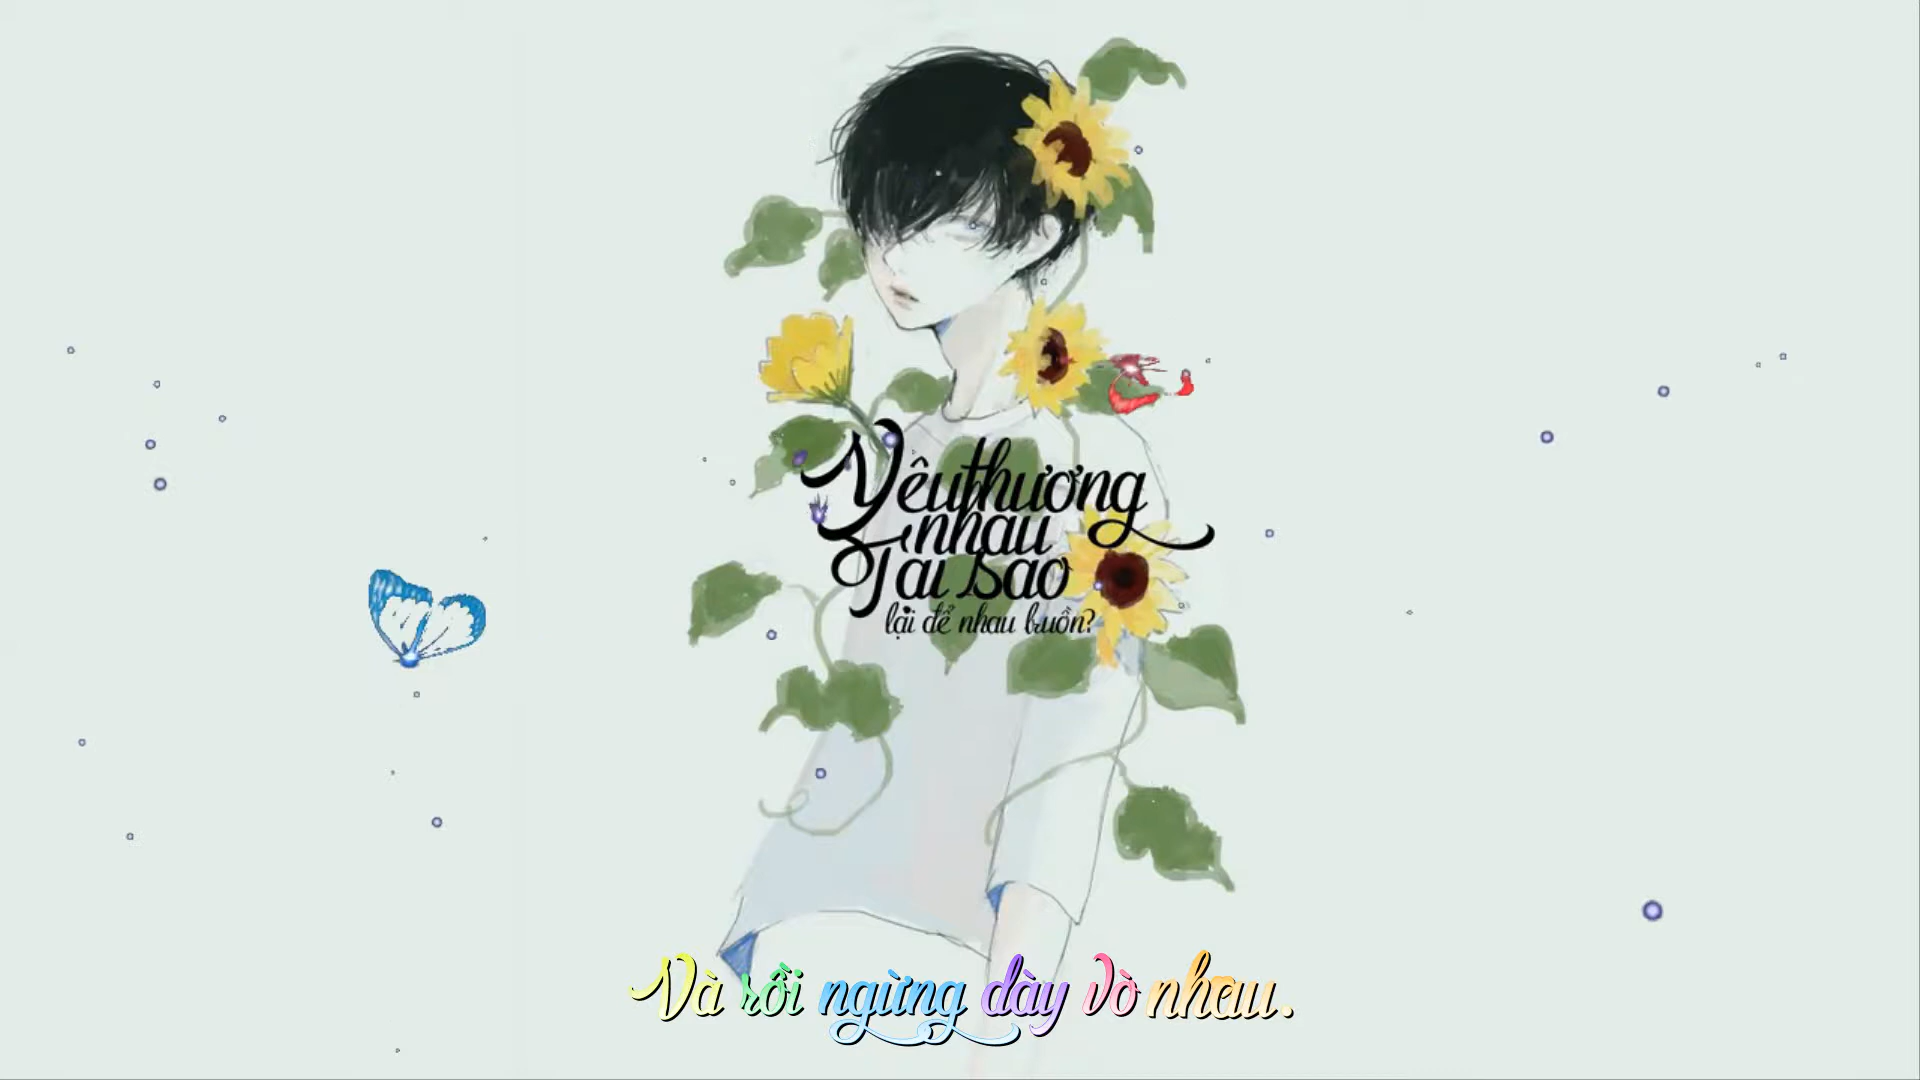 Yêu thương
nhau
Tại sao
lại để nhau buồn?
Và rồi ngừng dày vò nhau.